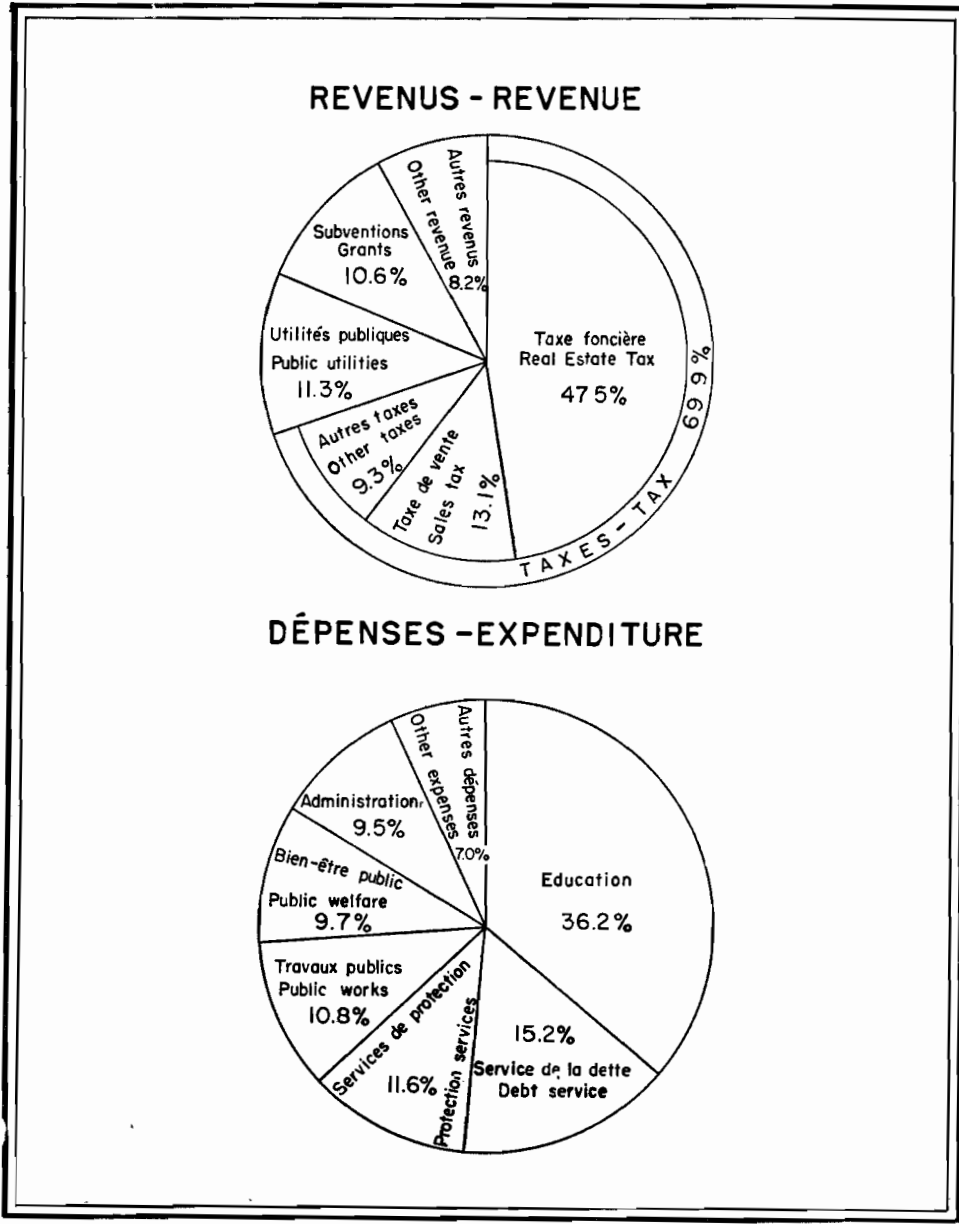 REVENUS - REVENUE
Autres revenus
Other revenue 8.2%
Subventions
Grants
10.6%
Utilités publiques
Public utilities
11.3%
Autres taxes
Other taxes
9.3%
Taxe de vente
Sales tax
13.1%
Taxe foncière
Real Estate Tax
47 5%
TAXES - TAX 69 9%
DÉPENSES - EXPENDITURE
Autres dépenses
7.0%
Other expenses
Administration
9.5%
Bien-être public
Public welfare
9.7%
Travaux publics
Public works
10.8%
Services de protection
11.6%
Protection services
15.2%
Service de la dette
Debt service
Education
36.2%